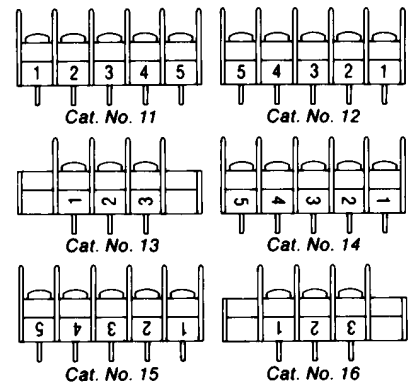 1 2 3 4 5
5 4 3 2 1
Cat. No. 11
Cat. No. 12
1 2 3
5 4 3 2 1
Cat. No. 13
Cat. No. 14
5 4 3 2 1
1 2 3
Cat. No. 15
Cat. No. 16